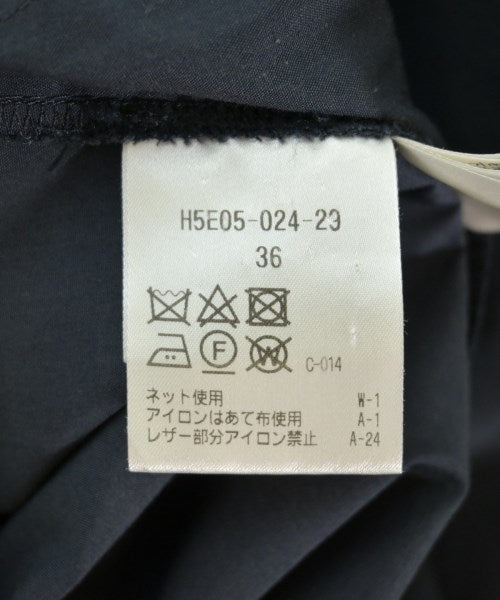 H5E05-024-29
36
F W C-014
ネット使用 W-1
アイロンはあて布使用 A-1
レザー部分アイロン禁止 A-24